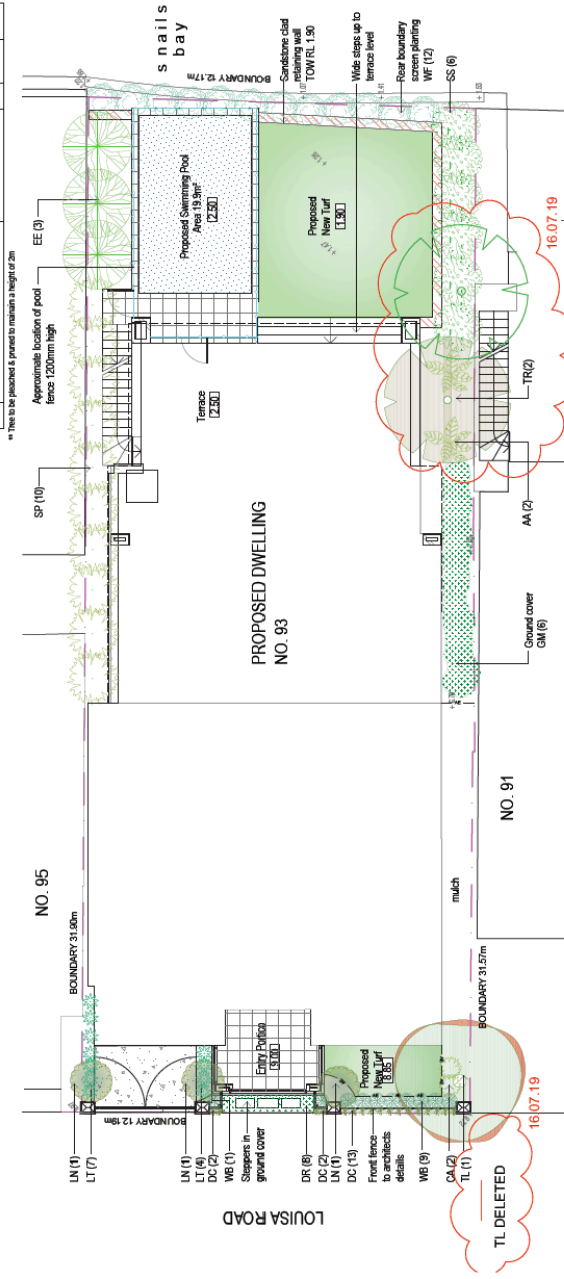 ** Tree to be pleached & pruned to mainain a height of 2m
SP (10)
Approximate location of pool
fence 1200mm high
EE (3)
s nails
bay
BOUNDARY 12.17m
Sandstone clad
retaining wall
TOW RL 1.90
Wide steps up to
terrace level
Rear boundary
screen planting
WF (12)
SS (6)
Proposed Swimming Pool
Area 19.9m²
2.50
Proposed
New Turf
1.90
Terrace
2.50
PROPOSED DWELLING
NO. 93
16.07.19
TR(2)
AA (2)
Ground cover
GM (6)
NO. 95
BOUNDARY 31.90m
NO. 91
mulch
BOUNDARY 31.57m
Entry Portico
9.00
Proposed
New Turf
8.85
BOUNDARY 12.19m
LN (1)
LT (7)
LN (1)
LT (4)
DC (2)
WB (1)
Steppers in
ground cover
DR (8)
DC (2)
LN (1)
DC (13)
Front fence
to architects
details
WB (9)
CA (2)
TL (1)
LOUISA ROAD
TL DELETED
16.07.19